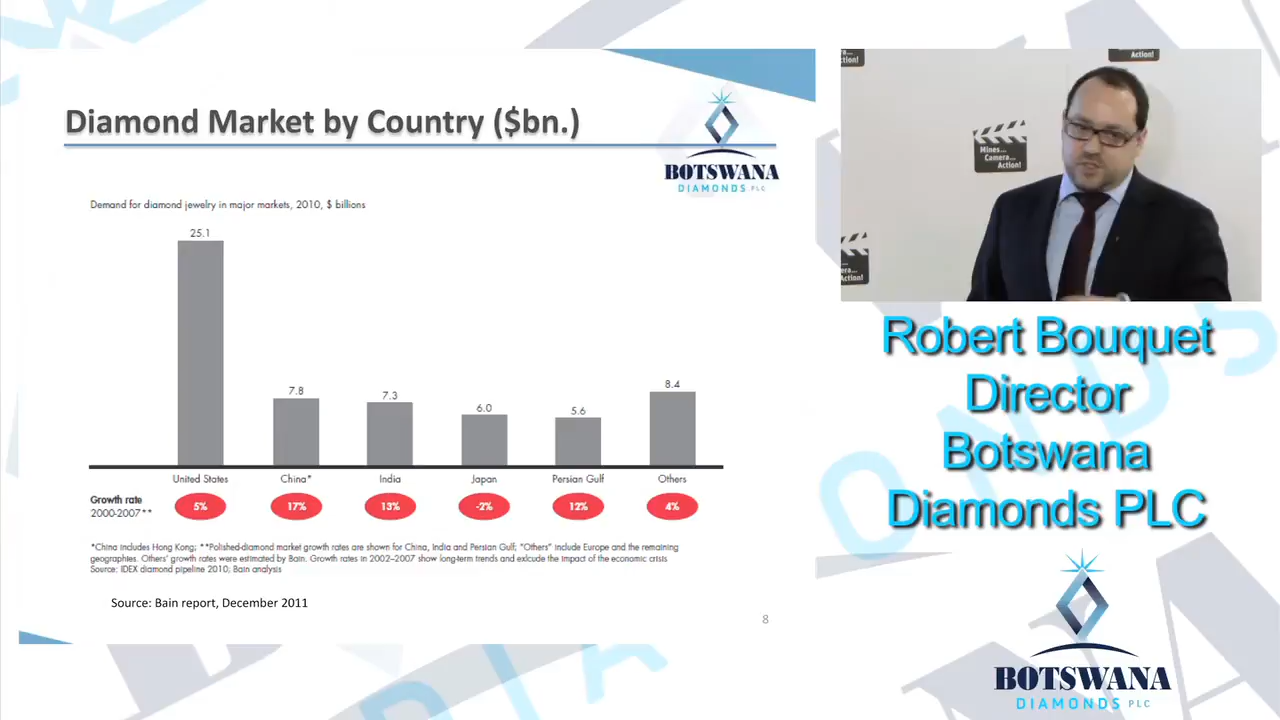 Diamond Market by Country ($bn.)
BOTSWANA
DIAMONDS PLC
Demand for diamond jewelry in major markets, 2010, $ billions
25.1
7.8
7.3
6.0
5.6
8.4
United States
China*
India
Japan
Persian Gulf
Others
Growth rate
2000-2007**
5%
17%
13%
-2%
12%
4%
*China includes Hong Kong; **Polished-diamond market growth rates are shown for China, India and Persian Gulf; "Others" include Europe and the remaining
geographies. Others' growth rates were estimated by Bain. Growth rates in 2002–2007 show long-term trends and exlcude the impact of the economic crisis
Source: IDEX diamond pipeline 2010; Bain analysis
Source: Bain report, December 2011
8
Action!
Mines...
Camera...
Action!
Robert Bouquet
Director
Botswana
Diamonds PLC
BOTSWANA
DIAMONDS PLC